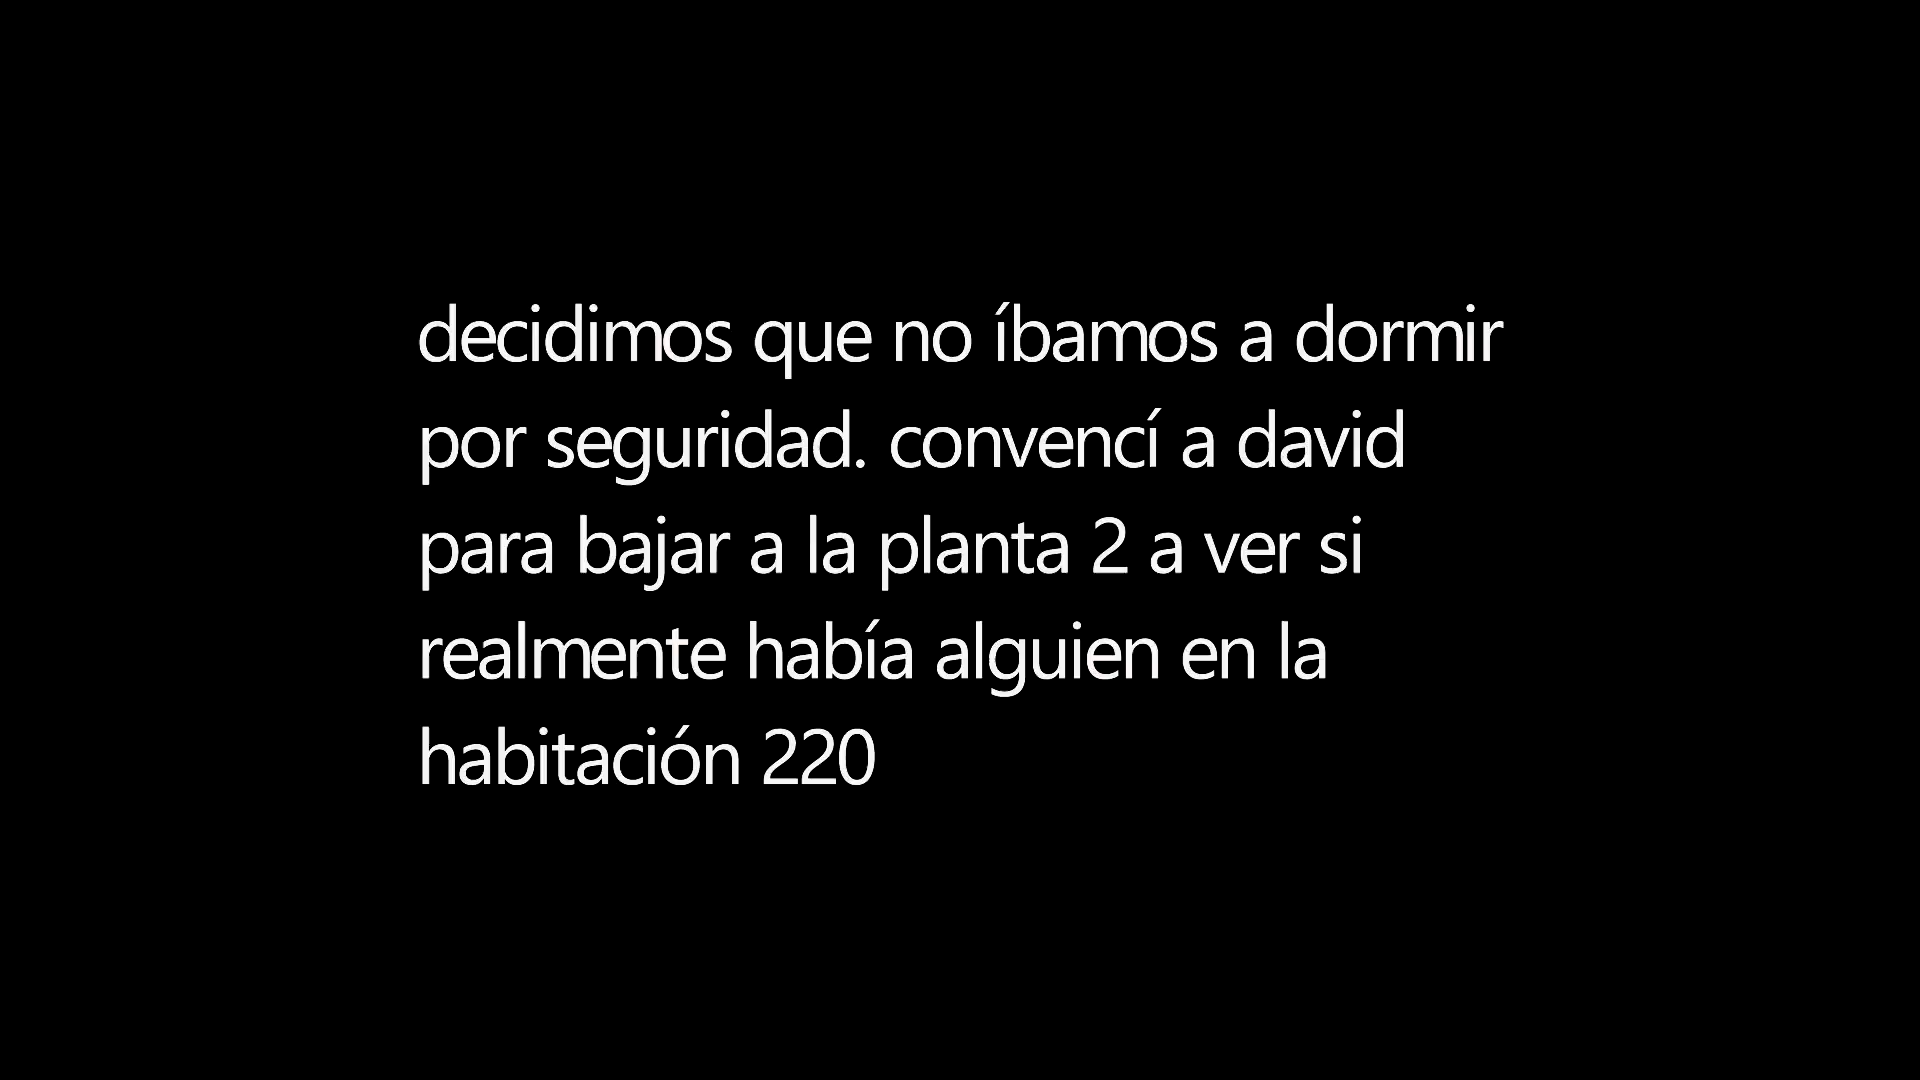 decidimos que no íbamos a dormir
por seguridad. convencí a david
para bajar a la planta 2 a ver si
realmente había alguien en la
habitación 220